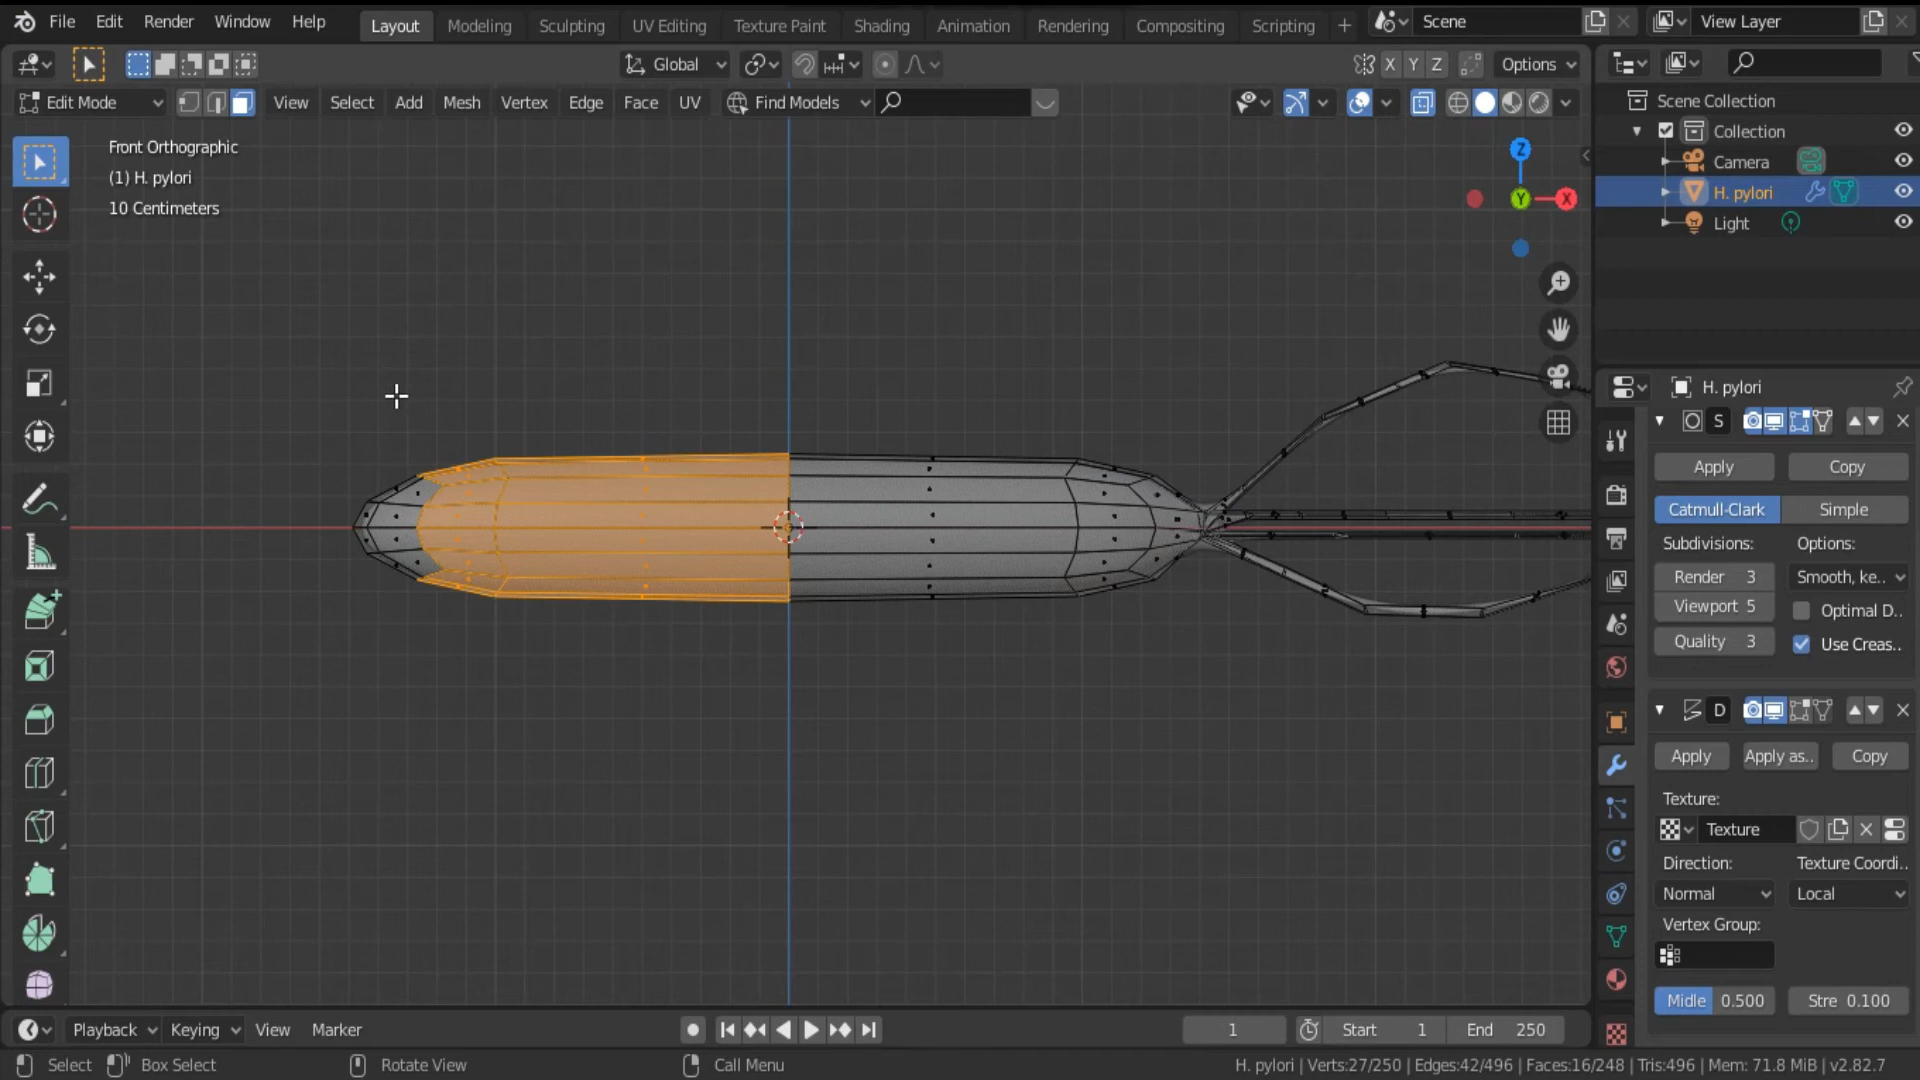 File Edit Render Window Help Layout Modeling Sculpting UV Editing Texture Paint Shading Animation Rendering Compositing Scripting + Scene View Layer
Global X Y Z Options
Edit Mode View Select Add Mesh Vertex Edge Face UV Find Models
Front Orthographic
(1) H. pylori
10 Centimeters
Z
Y
X
Scene Collection
Collection
Camera
H. pylori
Light
H. pylori
S
Apply Copy
Catmull-Clark Simple
Subdivisions: Options:
Render 3 Smooth, ke..
Viewport 5 Optimal D..
Quality 3 Use Creas..
D
Apply Apply as.. Copy
Texture:
Texture
Direction: Texture Coordi..
Normal Local
Vertex Group:
Midle 0.500 Stre 0.100
Playback Keying View Marker 1 Start 1 End 250
Select Box Select Rotate View Call Menu H. pylori | Verts:27/250 | Edges:42/496 | Faces:16/248 | Tris:496 | Mem: 71.8 MiB | v2.82.7